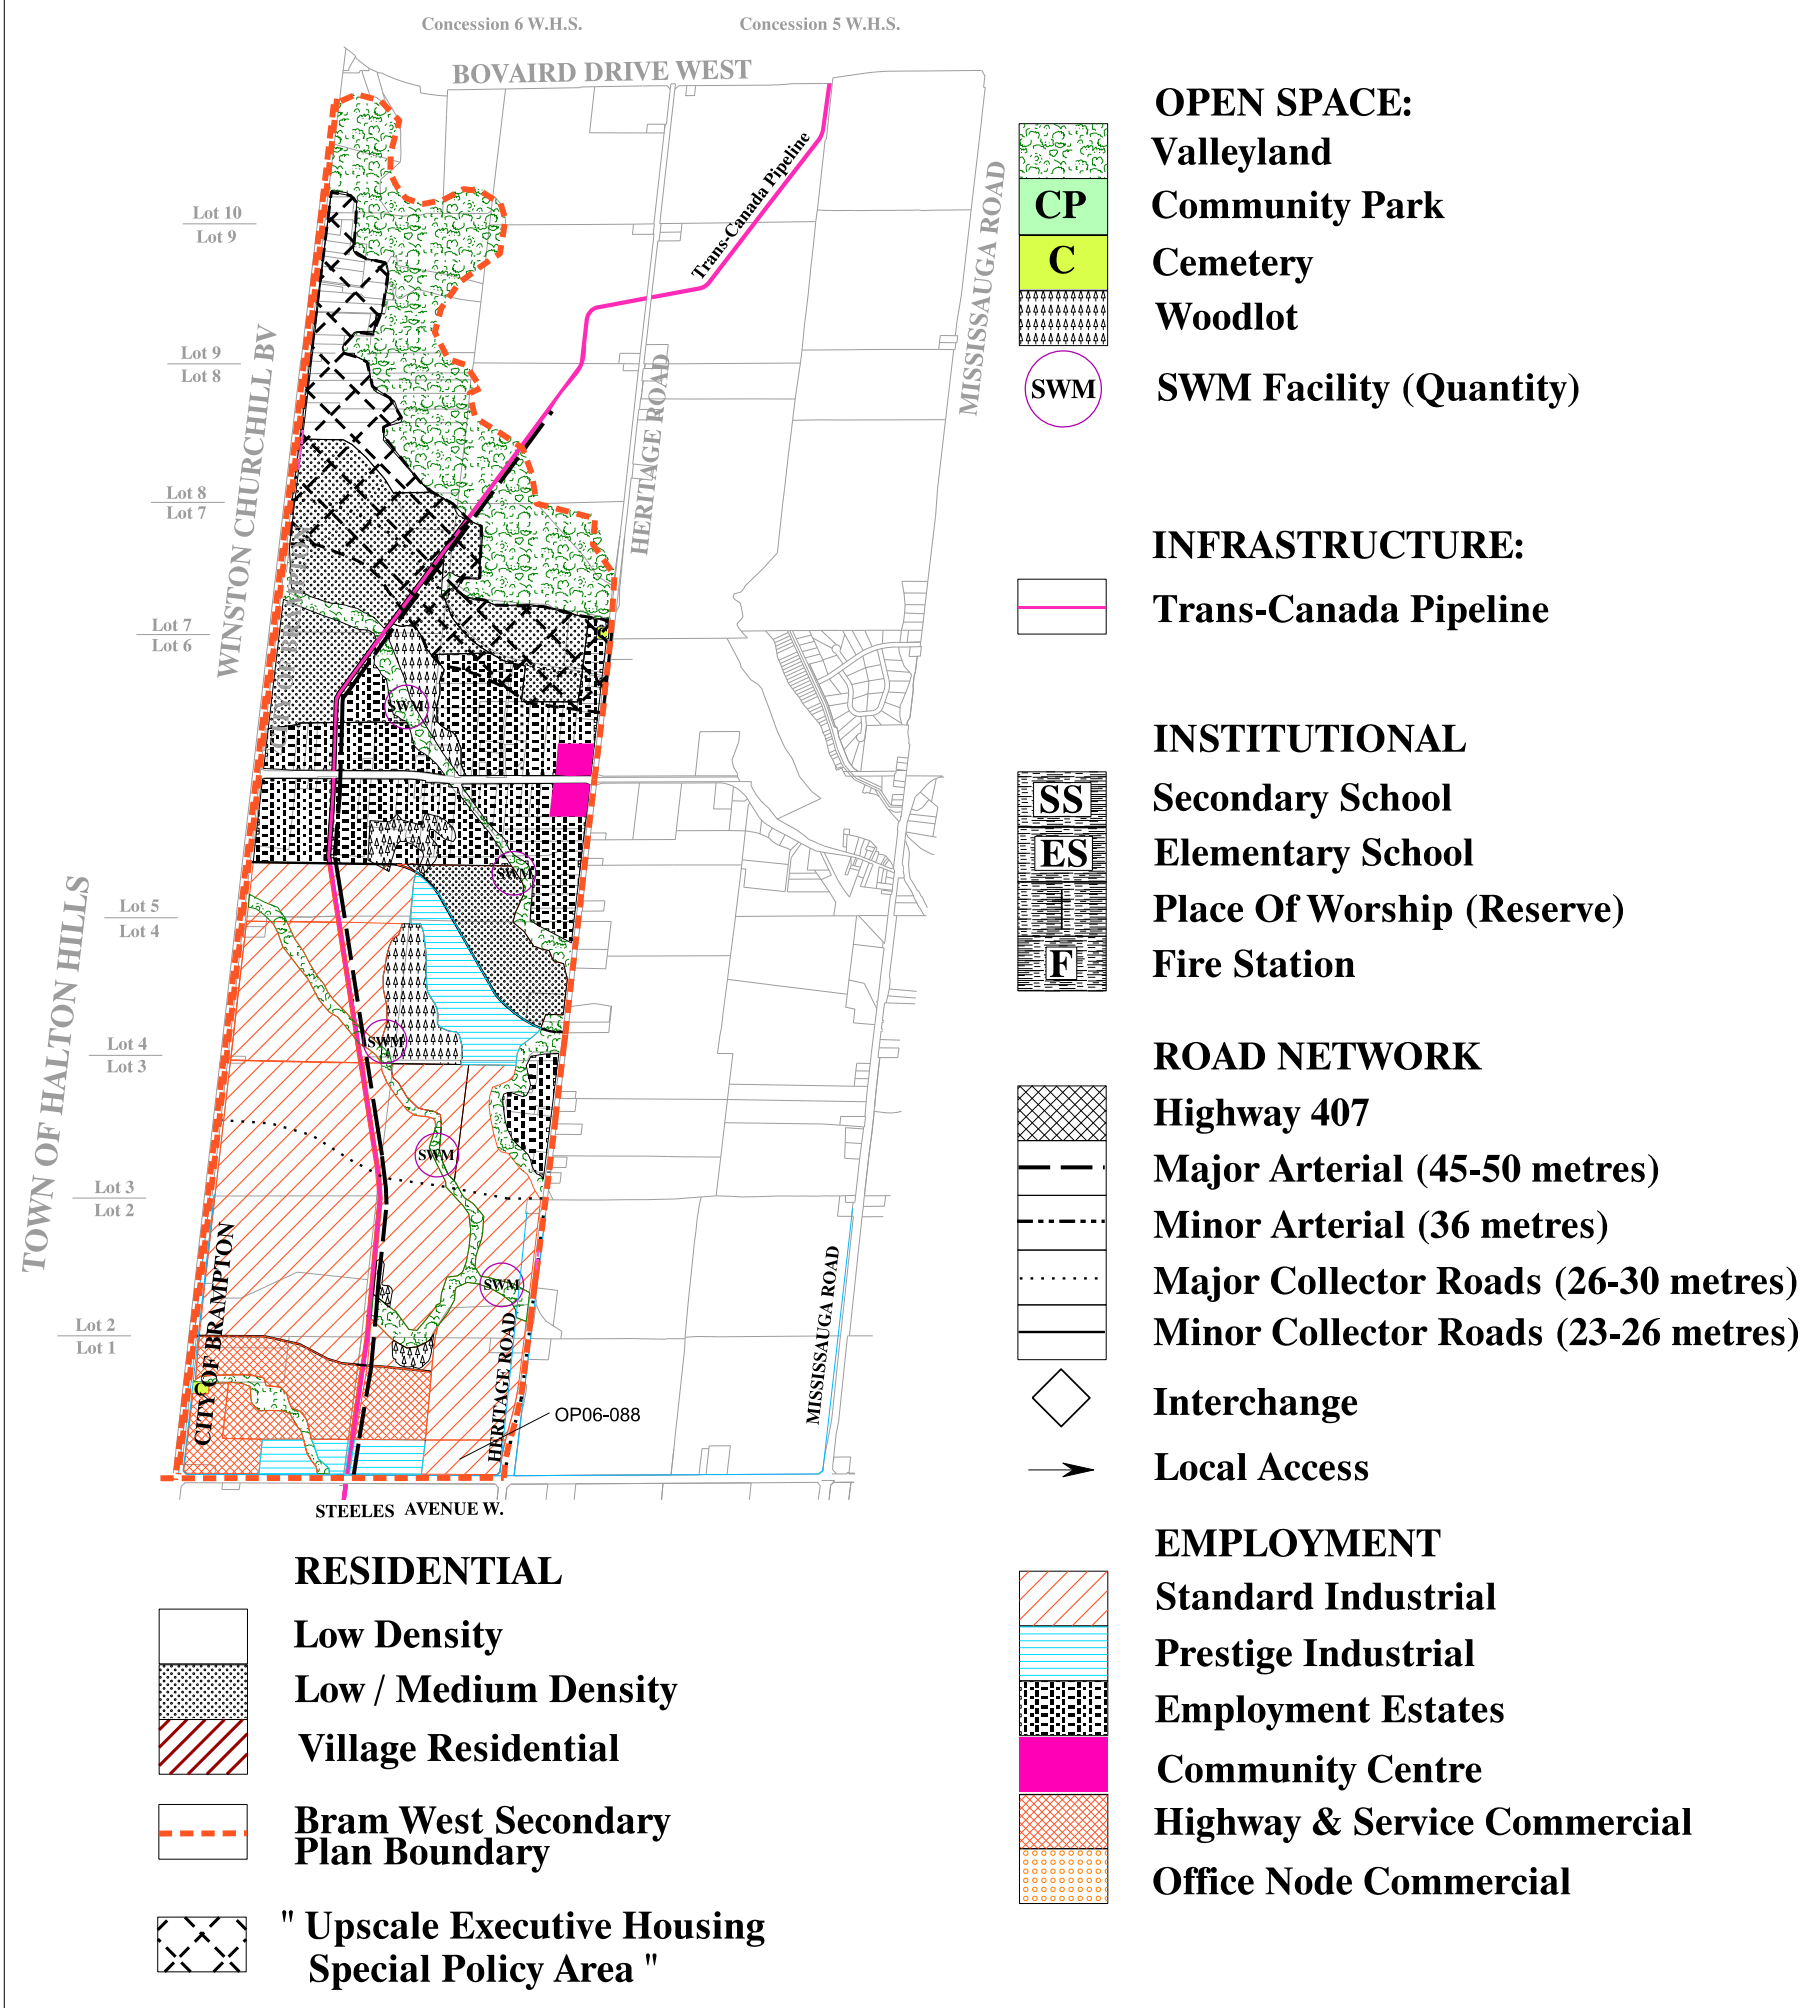 Concession 6 W.H.S.
Concession 5 W.H.S.
BOVAIRD DRIVE WEST
Trans-Canada Pipeline
MISSISSAUGA ROAD
HERITAGE ROAD
WINSTON CHURCHILL BV
TOWN OF HALTON HILLS
Lot 10
Lot 9
Lot 9
Lot 8
Lot 8
Lot 7
Lot 7
Lot 6
Lot 5
Lot 4
Lot 4
Lot 3
Lot 3
Lot 2
Lot 2
Lot 1
CITY OF BRAMPTON
C
SWM
SWM
SWM
SWM
SWM
CITY OF BRAMPTON
C
HERITAGE ROAD
MISSISSAUGA ROAD
OP06-088
STEELES AVENUE W.
OPEN SPACE:
Valleyland
CP Community Park
C Cemetery
Woodlot
SWM SWM Facility (Quantity)
INFRASTRUCTURE:
Trans-Canada Pipeline
INSTITUTIONAL
SS Secondary School
ES Elementary School
Place Of Worship (Reserve)
F Fire Station
ROAD NETWORK
Highway 407
Major Arterial (45-50 metres)
Minor Arterial (36 metres)
Major Collector Roads (26-30 metres)
Minor Collector Roads (23-26 metres)
Interchange
Local Access
EMPLOYMENT
Standard Industrial
Prestige Industrial
Employment Estates
Community Centre
Highway & Service Commercial
Office Node Commercial
RESIDENTIAL
Low Density
Low / Medium Density
Village Residential
Bram West Secondary
Plan Boundary
" Upscale Executive Housing
Special Policy Area "